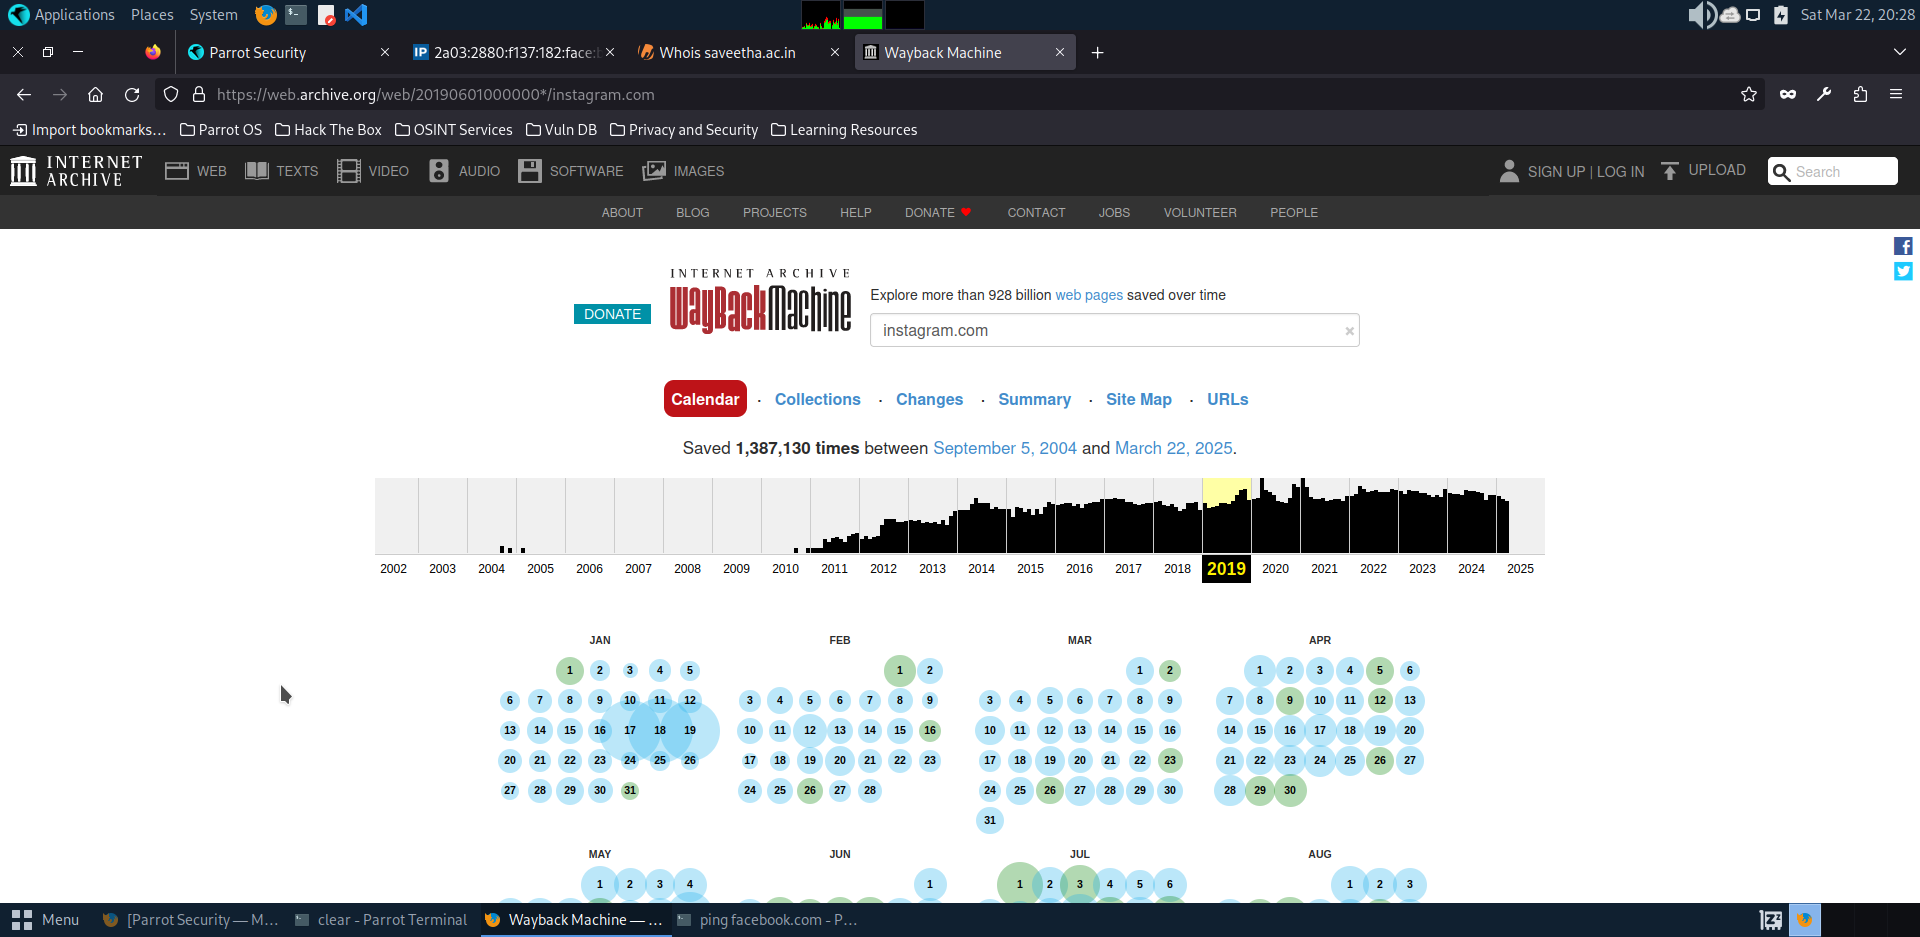 Applications Places System Sat Mar 22, 20:28
Parrot Security 2a03:2880:f137:182:face:b Whois saveetha.ac.in Wayback Machine
https://web.archive.org/web/20190601000000*/instagram.com
Import bookmarks... Parrot OS Hack The Box OSINT Services Vuln DB Privacy and Security Learning Resources
INTERNET ARCHIVE WEB TEXTS VIDEO AUDIO SOFTWARE IMAGES SIGN UP | LOG IN UPLOAD Search
ABOUT BLOG PROJECTS HELP DONATE CONTACT JOBS VOLUNTEER PEOPLE
INTERNET ARCHIVE
DONATE WayBackMachine
Explore more than 928 billion web pages saved over time
instagram.com
Calendar · Collections · Changes · Summary · Site Map · URLs
Saved 1,387,130 times between September 5, 2004 and March 22, 2025.
2002 2003 2004 2005 2006 2007 2008 2009 2010 2011 2012 2013 2014 2015 2016 2017 2018 2019 2020 2021 2022 2023 2024 2025
JAN
1 2 3 4 5
6 7 8 9 10 11 12
13 14 15 16 17 18 19
20 21 22 23 24 25 26
27 28 29 30 31
FEB
1 2
3 4 5 6 7 8 9
10 11 12 13 14 15 16
17 18 19 20 21 22 23
24 25 26 27 28
MAR
1 2
3 4 5 6 7 8 9
10 11 12 13 14 15 16
17 18 19 20 21 22 23
24 25 26 27 28 29 30
31
APR
1 2 3 4 5 6
7 8 9 10 11 12 13
14 15 16 17 18 19 20
21 22 23 24 25 26 27
28 29 30
MAY
1 2 3 4
JUN
1
JUL
1 2 3 4 5 6
AUG
1 2 3
Menu [Parrot Security — M... clear - Parrot Terminal Wayback Machine — ... ping facebook.com - P...